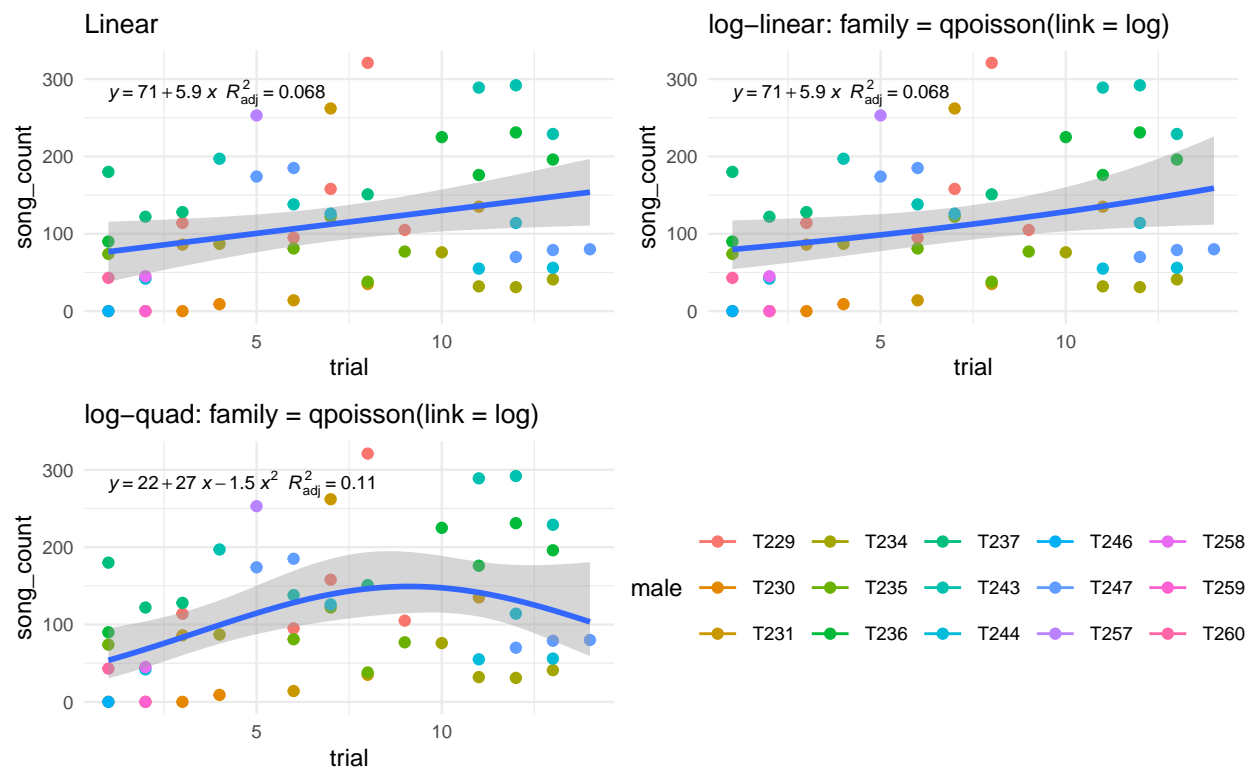 Linear
y = 71 + 5.9 x R²adj = 0.068
300
200
100
0
song_count
5
10
trial
log−linear: family = qpoisson(link = log)
y = 71 + 5.9 x R²adj = 0.068
300
200
100
0
song_count
5
10
trial
log−quad: family = qpoisson(link = log)
y = 22 + 27 x − 1.5 x² R²adj = 0.11
300
200
100
0
song_count
5
10
trial
male
T229 T234 T237 T246 T258
T230 T235 T243 T247 T259
T231 T236 T244 T257 T260